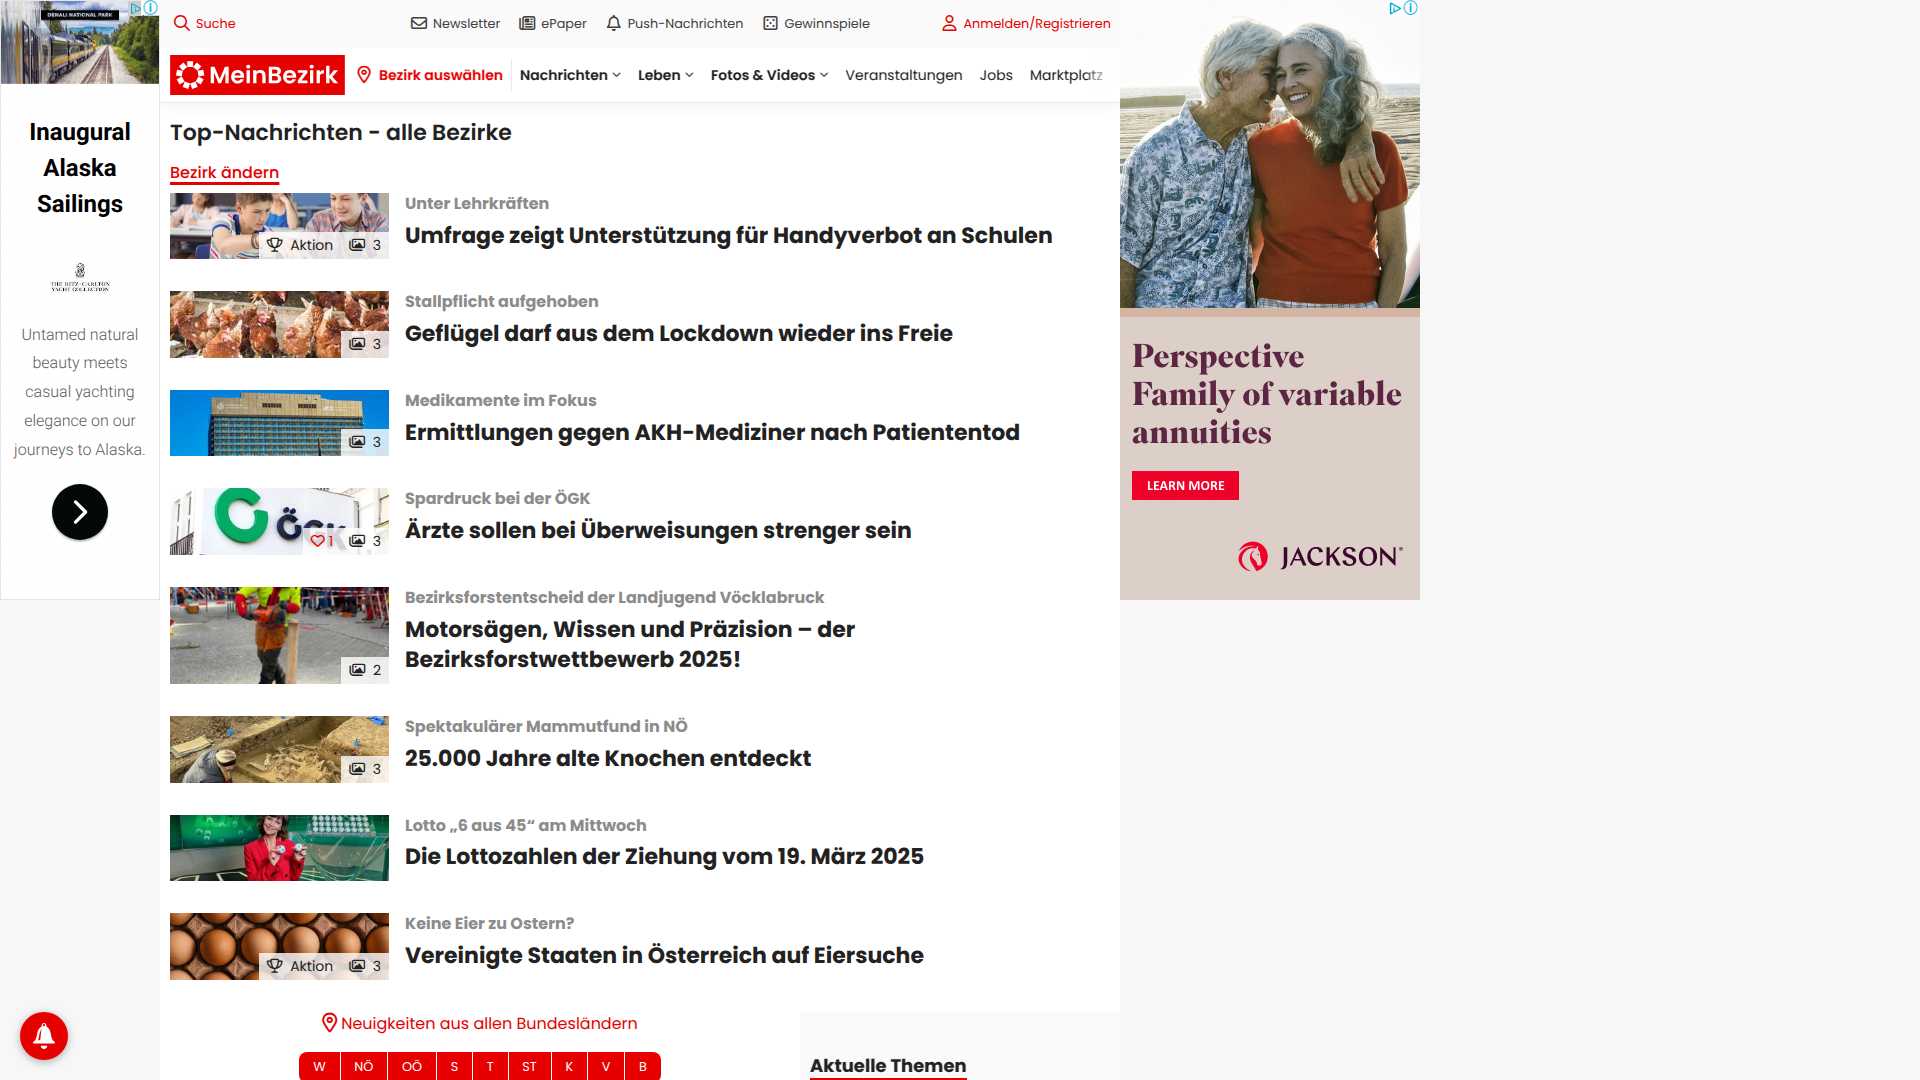 DENALI NATIONAL PARK
Inaugural
Alaska
Sailings
THE RITZ-CARLTON
YACHT COLLECTION
Untamed natural
beauty meets
casual yachting
elegance on our
journeys to Alaska.
Suche
Newsletter
ePaper
Push-Nachrichten
Gewinnspiele
Anmelden/Registrieren
MeinBezirk
Bezirk auswählen
Nachrichten
Leben
Fotos & Videos
Veranstaltungen
Jobs
Marktplatz
Top-Nachrichten - alle Bezirke
Bezirk ändern
Aktion 3
Unter Lehrkräften
Umfrage zeigt Unterstützung für Handyverbot an Schulen
3
Stallpflicht aufgehoben
Geflügel darf aus dem Lockdown wieder ins Freie
3
Medikamente im Fokus
Ermittlungen gegen AKH-Mediziner nach Patiententod
ÖGK
1 3
Spardruck bei der ÖGK
Ärzte sollen bei Überweisungen strenger sein
2
Bezirksforstentscheid der Landjugend Vöcklabruck
Motorsägen, Wissen und Präzision – der
Bezirksforstwettbewerb 2025!
3
Spektakulärer Mammutfund in NÖ
25.000 Jahre alte Knochen entdeckt
Lotto „6 aus 45“ am Mittwoch
Die Lottozahlen der Ziehung vom 19. März 2025
Aktion 3
Keine Eier zu Ostern?
Vereinigte Staaten in Österreich auf Eiersuche
Neuigkeiten aus allen Bundesländern
W NÖ OÖ S T ST K V B
Aktuelle Themen
Perspective
Family of variable
annuities
LEARN MORE
JACKSON®